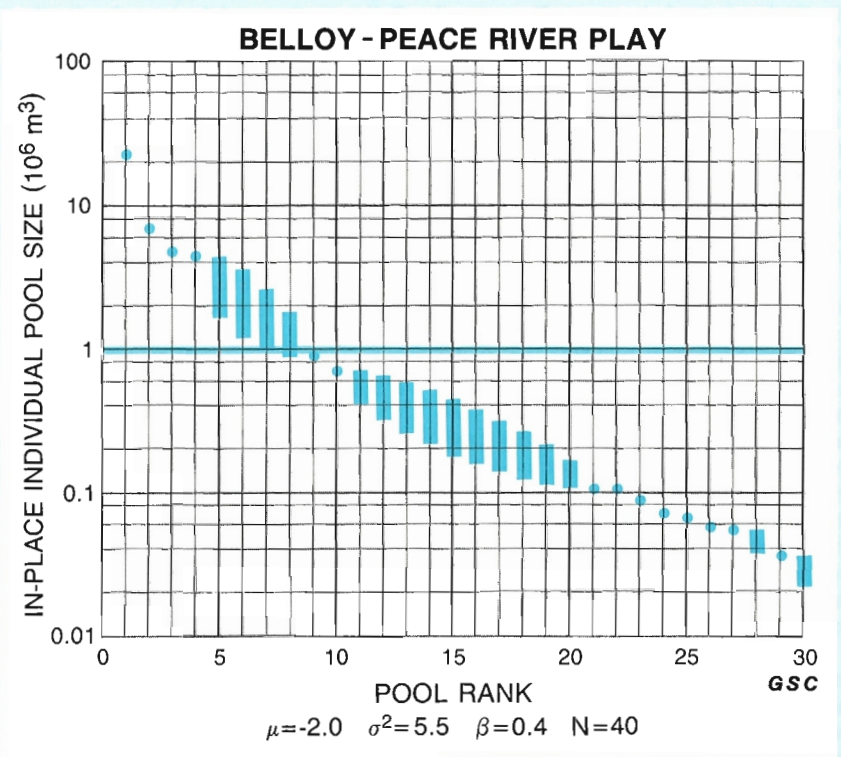 BELLOY - PEACE RIVER PLAY
IN-PLACE INDIVIDUAL POOL SIZE (10⁶ m³)
100
10
1
0.1
0.01
0 5 10 15 20 25 30
GSC
POOL RANK
μ=-2.0 σ²=5.5 β=0.4 N=40